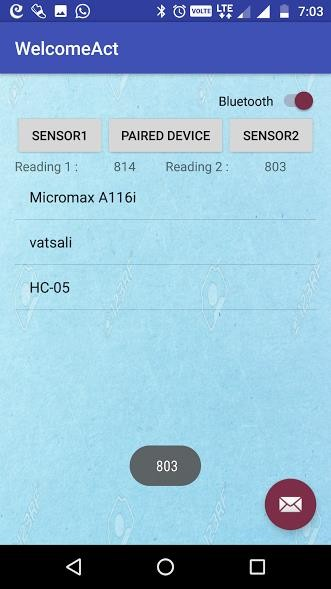 VOLTE LTE 7:03
WelcomeAct
Bluetooth
SENSOR1 PAIRED DEVICE SENSOR2
Reading 1 : 814 Reading 2 : 803
Micromax A116i
vatsali
HC-05
803
123RF